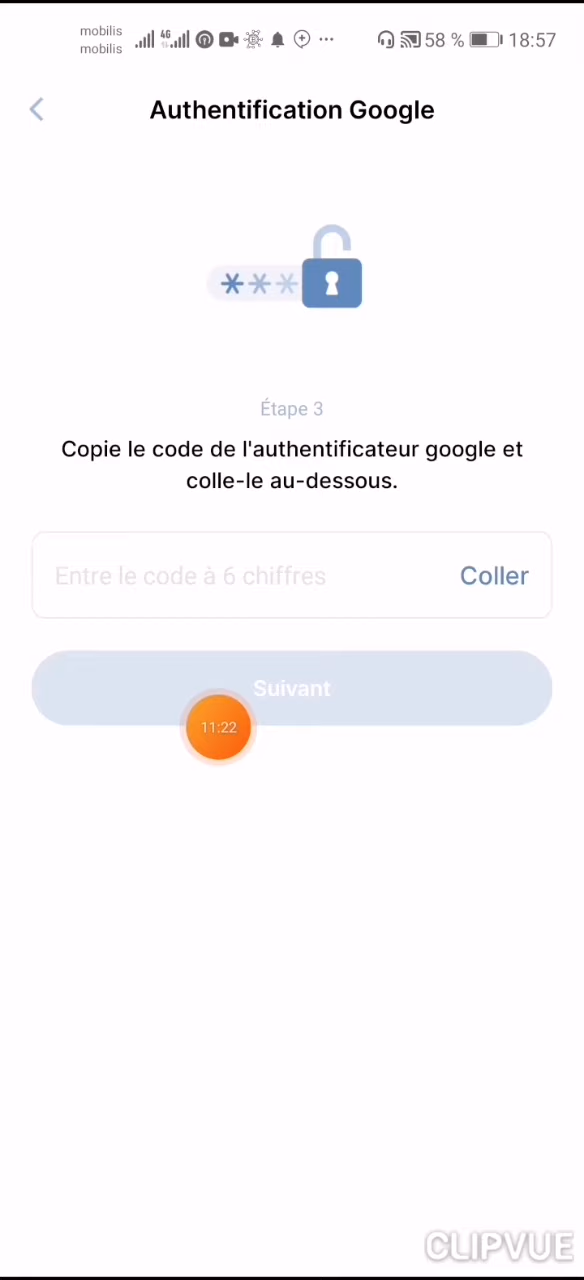 mobilis
mobilis
4G
58 %
18:57
Authentification Google
Étape 3
Copie le code de l'authentificateur google et
colle-le au-dessous.
Entre le code à 6 chiffres
Coller
Suivant
11:22
CLIPVUE